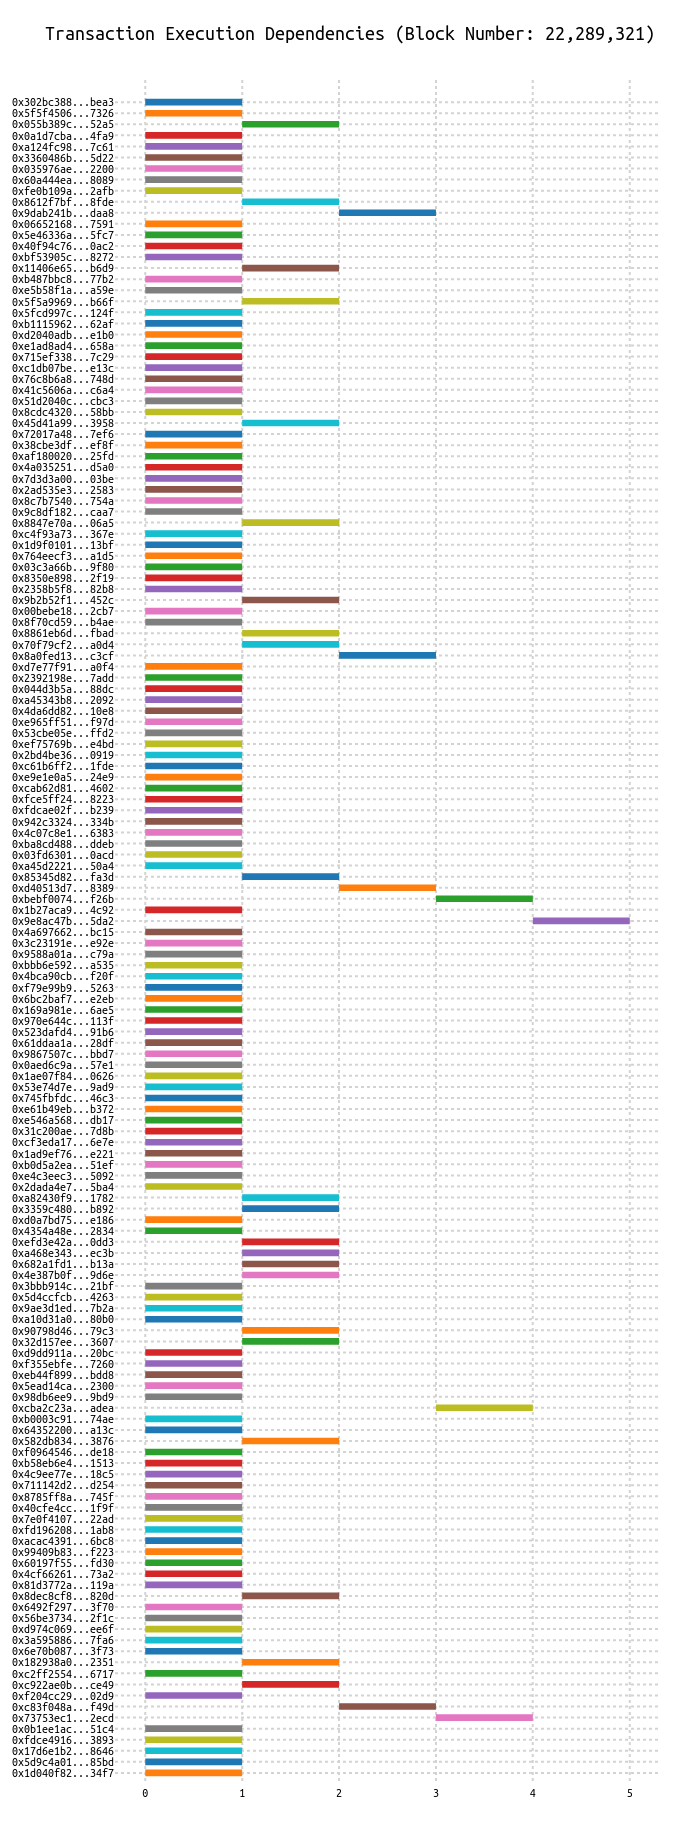 Transaction Execution Dependencies (Block Number: 22,289,321)
0x302bc388...bea3
0x5f5f4506...7326
0x055b389c...52a5
0x0a1d7cba...4fa9
0xa124fc98...7c61
0x3360486b...5d22
0x035976ae...2200
0x60a444ea...8089
0xfe0b109a...2afb
0x8612f7bf...8fde
0x9dab241b...daa8
0x06652168...7591
0x5e46336a...5fc7
0x40f94c76...0ac2
0xbf53905c...8272
0x11406e65...b6d9
0xb487bbc8...77b2
0xe5b58f1a...a59e
0x5f5a9969...b66f
0x5fcd997c...124f
0xb1115962...62af
0xd2040adb...e1b0
0xe1ad8ad4...658a
0x715ef338...7c29
0xc1db07be...e13c
0x76c8b6a8...748d
0x41c5606a...c6a4
0x51d2040c...cbc3
0x8cdc4320...58bb
0x45d41a99...3958
0x72017a48...7ef6
0x38cbe3df...ef8f
0xaf180020...25fd
0x4a035251...d5a0
0x7d3d3a00...03be
0x2ad535e3...2583
0x8c7b7540...754a
0x9c8df182...caa7
0x8847e70a...06a5
0xc4f93a73...367e
0x1d9f0101...13bf
0x764eecf3...a1d5
0x03c3a66b...9f80
0x8350e898...2f19
0x2358b5f8...82b8
0x9b2b52f1...452c
0x00bebe18...2cb7
0x8f70cd59...b4ae
0x8861eb6d...fbad
0x70f79cf2...a0d4
0x8a0fed13...c3cf
0xd7e77f91...a0f4
0x2392198e...7add
0x044d3b5a...88dc
0xa45343b8...2092
0x4da6dd82...10e8
0xe965ff51...f97d
0x53cbe05e...ffd2
0xef75769b...e4bd
0x2bd4be36...0919
0xc61b6ff2...1fde
0xe9e1e0a5...24e9
0xcab62d81...4602
0xfce5ff24...8223
0xfdcae02f...b239
0x942c3324...334b
0x4c07c8e1...6383
0xba8cd488...ddeb
0x03fd6301...0acd
0xa45d2221...50a4
0x85345d82...fa3d
0xd40513d7...8389
0xbebf0074...f26b
0x1b27aca9...4c92
0x9e8ac47b...5da2
0x4a697662...bc15
0x3c23191e...e92e
0x9588a01a...c79a
0xbbb6e592...a535
0x4bca90cb...f20f
0xf79e99b9...5263
0x6bc2baf7...e2eb
0x169a981e...6ae5
0x970e644c...113f
0x523dafd4...91b6
0x61ddaa1a...28df
0x9867507c...bbd7
0x0aed6c9a...57e1
0x1ae07f84...0626
0x53e74d7e...9ad9
0x745fbfdc...46c3
0xe61b49eb...b372
0xe546a568...db17
0x31c200ae...7d8b
0xcf3eda17...6e7e
0x1ad9ef76...e221
0xb0d5a2ea...51ef
0xe4c3eec3...5092
0x2dada4e7...5ba4
0xa82430f9...1782
0x3359c480...b892
0xd0a7bd75...e186
0x4354a48e...2834
0xefd3e42a...0dd3
0xa468e343...ec3b
0x682a1fd1...b13a
0x4e387b0f...9d6e
0x3bbb914c...21bf
0x5d4ccfcb...4263
0x9ae3d1ed...7b2a
0xa10d31a0...80b0
0x90798d46...79c3
0x32d157ee...3607
0xd9dd911a...20bc
0xf355ebfe...7260
0xeb44f899...bdd8
0x5ead14ca...2300
0x98db6ee9...9bd9
0xcba2c23a...adea
0xb0003c91...74ae
0x64352200...a13c
0x582db834...3876
0xf0964546...de18
0xb58eb6e4...1513
0x4c9ee77e...18c5
0x711142d2...d254
0x8785ff8a...745f
0x40cfe4cc...1f9f
0x7e0f4107...22ad
0xfd196208...1ab8
0xacac4391...6bc8
0x99409b83...f223
0x60197f55...fd30
0x4cf66261...73a2
0x81d3772a...119a
0x8dec8cf8...820d
0x6492f297...3f70
0x56be3734...2f1c
0xd974c069...ee6f
0x3a595886...7fa6
0x6e70b087...3f73
0x182938a0...2351
0xc2ff2554...6717
0xc922ae0b...ce49
0xf204cc29...02d9
0xc83f048a...f49d
0x73753ec1...2ecd
0x0b1ee1ac...51c4
0xfdce4916...3893
0x17d6e1b2...8646
0x5d9c4a01...85bd
0x1d040f82...34f7
0 1 2 3 4 5